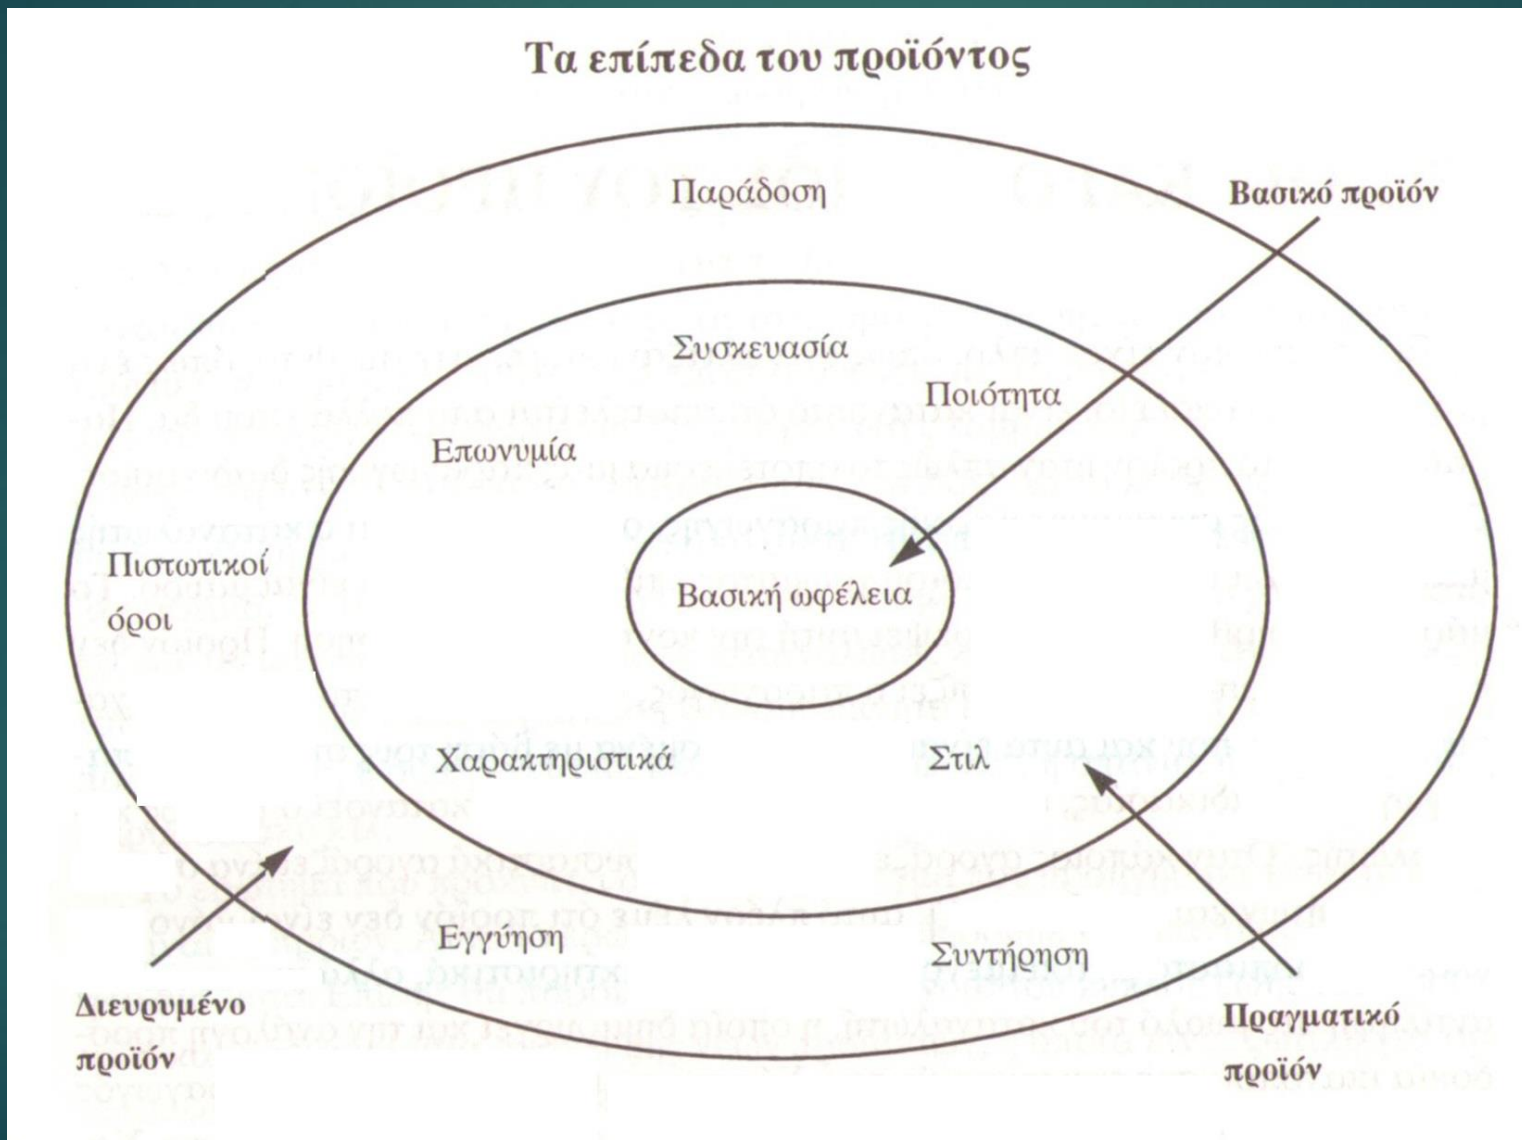 Τα επίπεδα του προϊόντος
Παράδοση
Βασικό προϊόν
Συσκευασία
Ποιότητα
Επωνυμία
Πιστωτικοί
όροι
Βασική ωφέλεια
Χαρακτηριστικά
Στιλ
Εγγύηση
Συντήρηση
Διευρυμένο
προϊόν
Πραγματικό
προϊόν